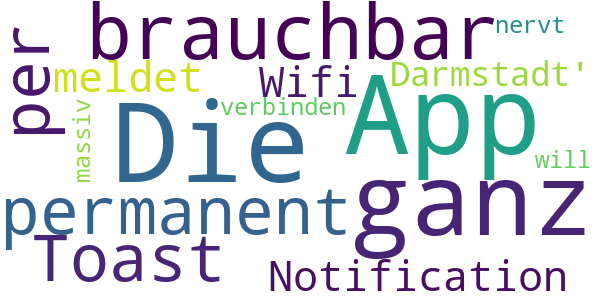 brauchbar
nervt
per
meldet
Wifi
Darmstadt'
massiv
verbinden
Die
App
will
permanent
ganz
Toast
Notification